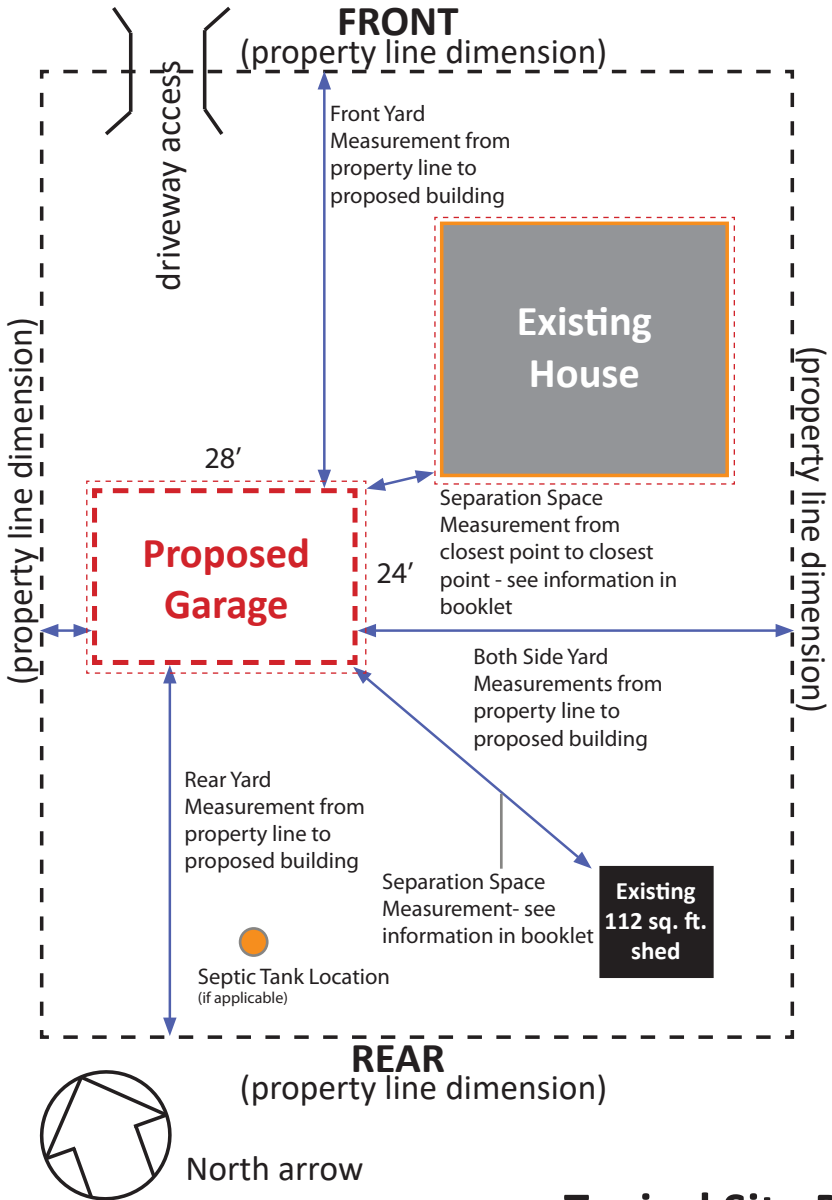 FRONT
(property line dimension)
driveway access
Front Yard
Measurement from
property line to
proposed building
Existing
House
(property line dimension)
(property line dimension)
28'
Proposed
Garage
24'
Separation Space
Measurement from
closest point to closest
point - see information in
booklet
Both Side Yard
Measurements from
property line to
proposed building
Rear Yard
Measurement from
property line to
proposed building
Separation Space
Measurement- see
information in booklet
Existing
112 sq. ft.
shed
Septic Tank Location
(if applicable)
REAR
(property line dimension)
North arrow
Typical Site